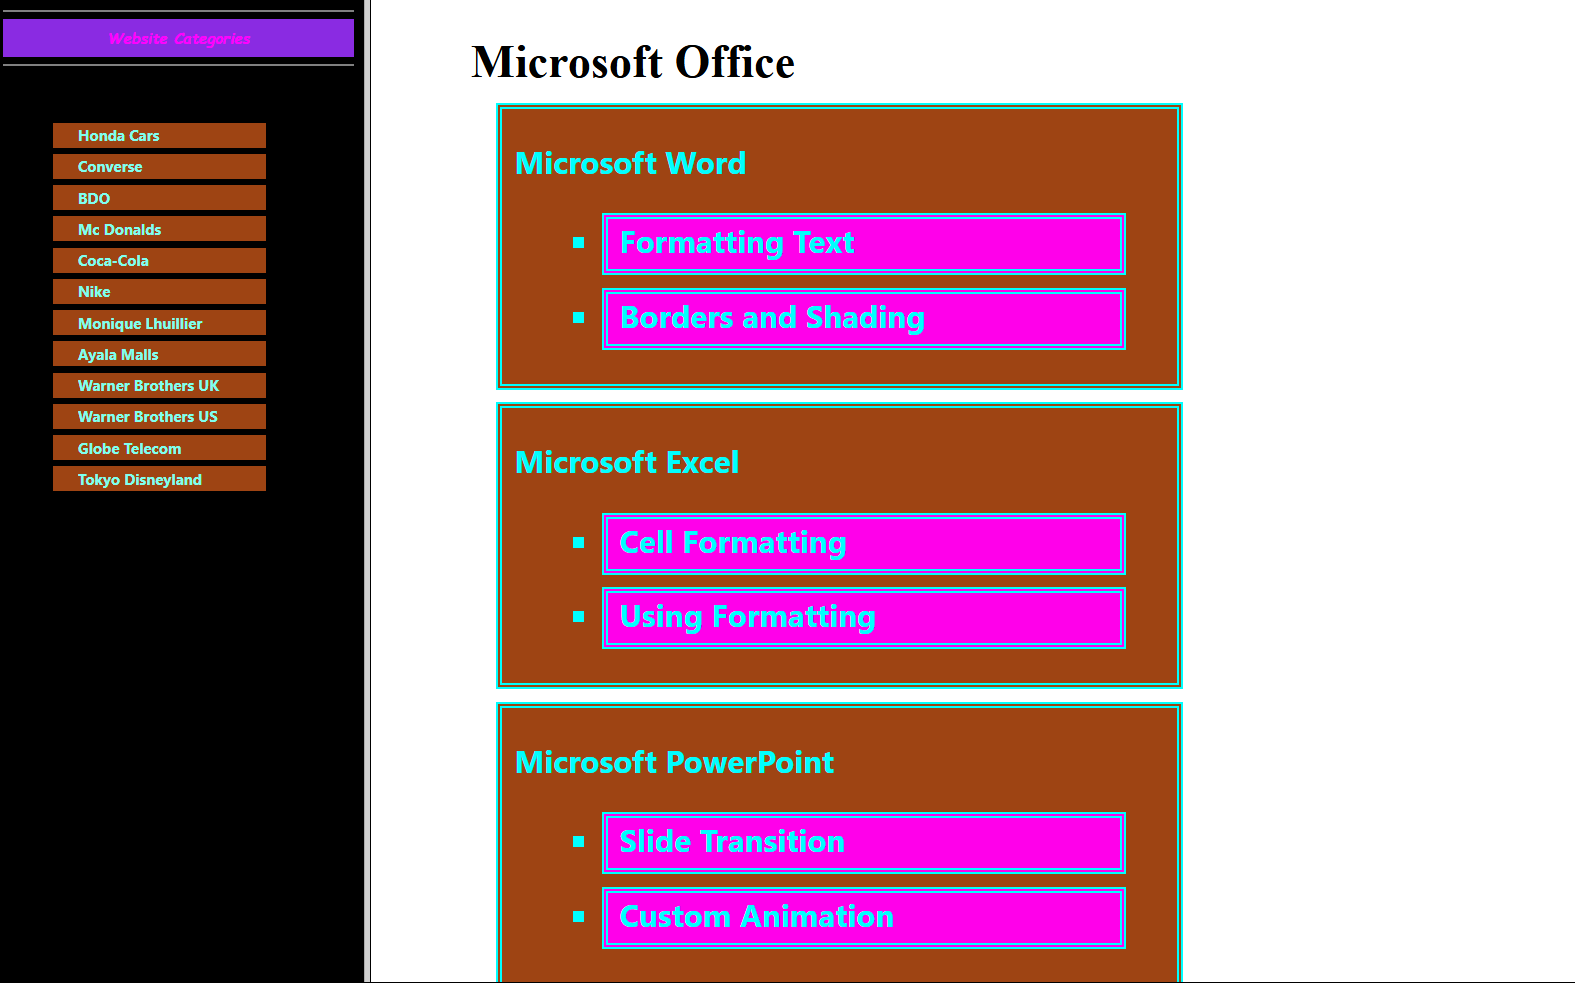 Website Categories
Honda Cars
Converse
BDO
Mc Donalds
Coca-Cola
Nike
Monique Lhuillier
Ayala Malls
Warner Brothers UK
Warner Brothers US
Globe Telecom
Tokyo Disneyland
Microsoft Office
Microsoft Word
Formatting Text
Borders and Shading
Microsoft Excel
Cell Formatting
Using Formatting
Microsoft PowerPoint
Slide Transition
Custom Animation